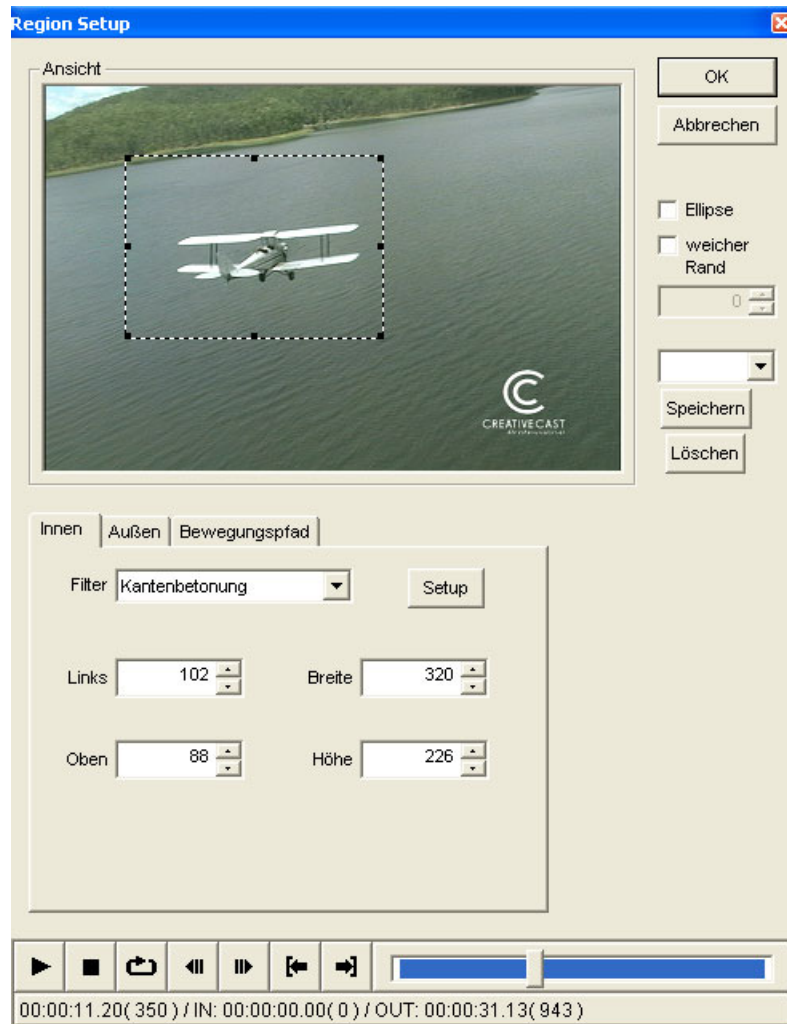 Region Setup
Ansicht
OK
Abbrechen
Ellipse
weicher
Rand
0
CREATIVECAST
Speichern
Löschen
Innen Außen Bewegungspfad
Filter Kantenbetonung Setup
Links 102 Breite 320
Oben 88 Höhe 226
00:00:11.20( 350 ) / IN: 00:00:00.00( 0 ) / OUT: 00:00:31.13( 943 )